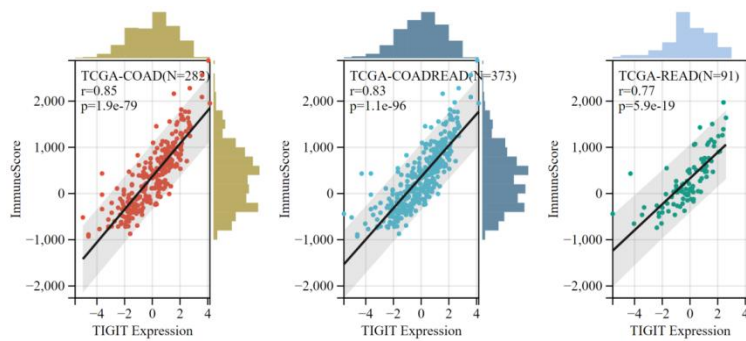 TCGA-COAD(N=282)
r=0.85
p=1.9e-79
2,000
1,000
0
−1,000
−2,000
ImmuneScore
−4 −2 0 2 4
TIGIT Expression
TCGA-COADREAD(N=373)
r=0.83
p=1.1e-96
2,000
1,000
0
−1,000
−2,000
ImmuneScore
−4 −2 0 2 4
TIGIT Expression
TCGA-READ(N=91)
r=0.77
p=5.9e-19
2,000
1,000
0
−1,000
−2,000
ImmuneScore
−4 −2 0 2 4
TIGIT Expression